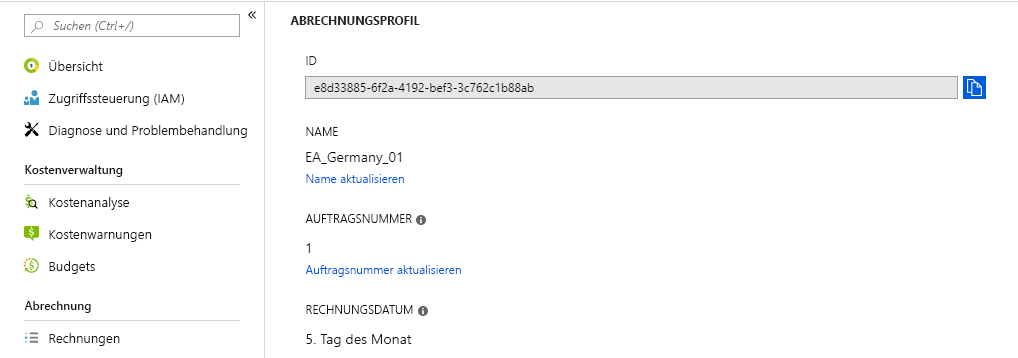 Suchen (Ctrl+/)
«
Übersicht
Zugriffssteuerung (IAM)
Diagnose und Problembehandlung
Kostenverwaltung
Kostenanalyse
Kostenwarnungen
Budgets
Abrechnung
Rechnungen
ABRECHNUNGSPROFIL
ID
e8d33885-6f2a-4192-bef3-3c762c1b88ab
NAME
EA_Germany_01
Name aktualisieren
AUFTRAGSNUMMER
1
Auftragsnummer aktualisieren
RECHNUNGSDATUM
5. Tag des Monat